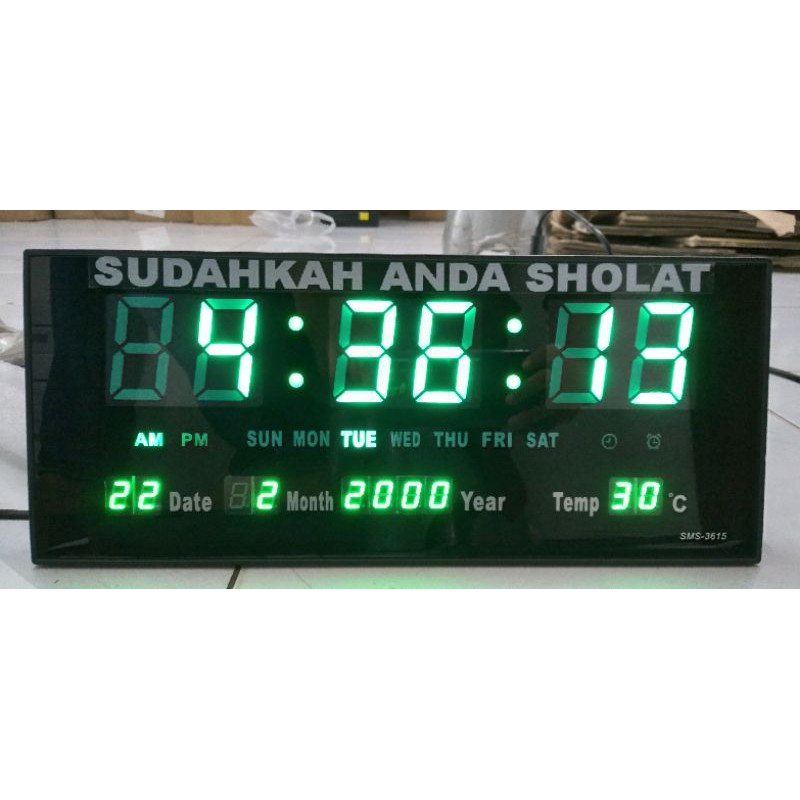 SUDAHKAH ANDA SHOLAT
4:36:13
AM PM SUN MON TUE WED THU FRI SAT
22 Date 2 Month 2000 Year Temp 30 °C
SMS-3615